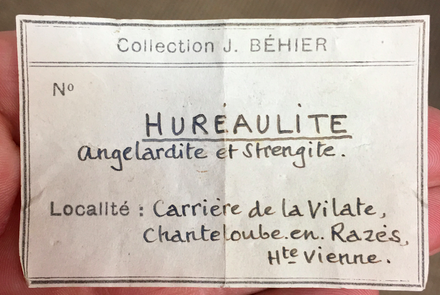 Collection J. BÉHIER
Nº
HURÉAULITE
angelardite et Strengite.
Localité : Carrière de la Vilate,
Chanteloube. en. Razès,
Hte Vienne.